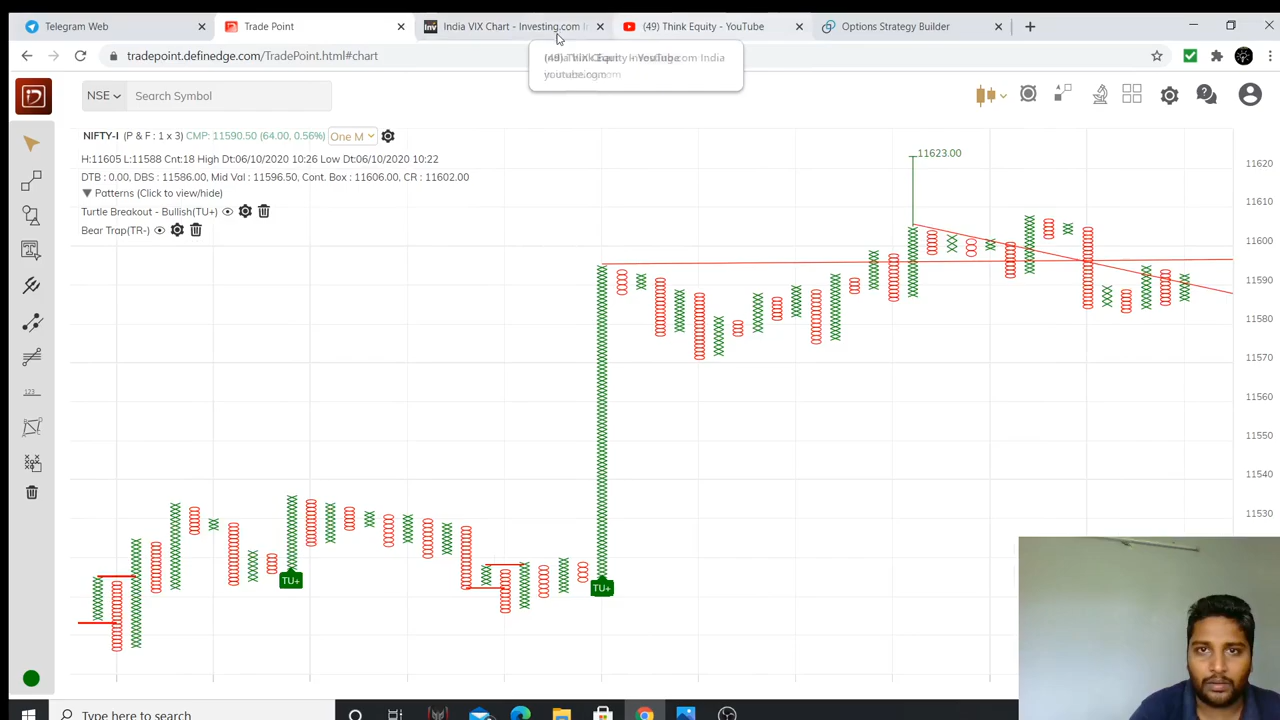 Telegram Web
Trade Point
India VIX Chart - Investing.com
(49) Think Equity - YouTube
Options Strategy Builder
tradepoint.definedge.com/TradePoint.html#chart
youtube.com
NSE
Search Symbol
NIFTY-I (P & F : 1 x 3) CMP: 11590.50 (64.00, 0.56%) One M
H:11605 L:11588 Cnt:18 High Dt:06/10/2020 10:26 Low Dt:06/10/2020 10:22
DTB : 0.00, DBS : 11586.00, Mid Val : 11596.50, Cont. Box : 11606.00, CR : 11602.00
▼ Patterns (Click to view/hide)
Turtle Breakout - Bullish(TU+)
Bear Trap(TR-)
11623.00
11620
11610
11600
11590
11580
11570
11560
11550
11540
11530
TU+
TU+
123
Type here to search